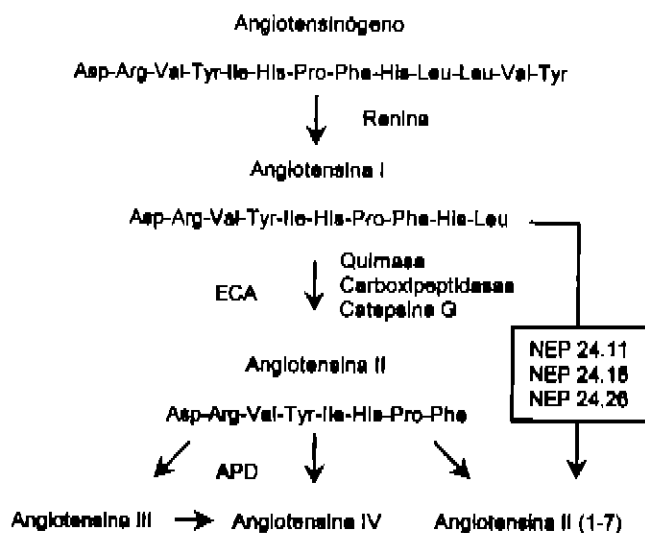 Angiotensinógeno
Asp-Arg-Val-Tyr-Ile-His-Pro-Phe-His-Leu-Leu-Val-Tyr
Renina
Angiotensina I
Asp-Arg-Val-Tyr-Ile-His-Pro-Phe-His-Leu
ECA
Quimasa
Carboxipeptidasas
Catepsina G
NEP 24.11
NEP 24.15
NEP 24.26
Angiotensina II
Asp-Arg-Val-Tyr-Ile-His-Pro-Phe
APD
Angiotensina III
Angiotensina IV
Angiotensina II (1-7)